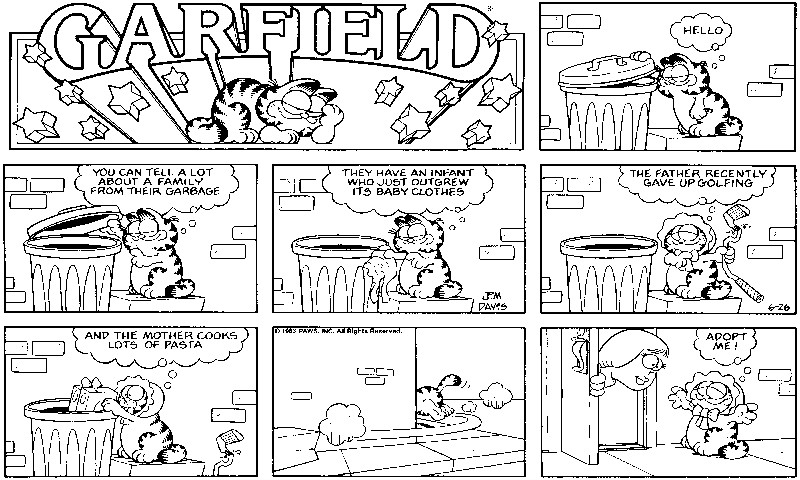 GARFIELD
HELLO
YOU CAN TELL A LOT
ABOUT A FAMILY
FROM THEIR GARBAGE
THEY HAVE AN INFANT
WHO JUST OUTGREW
ITS BABY CLOTHES
JIM
DAVIS
THE FATHER RECENTLY
GAVE UP GOLFING
6-26
AND THE MOTHER COOKS
LOTS OF PASTA
© 1983 PAWS, INC. All Rights Reserved.
ADOPT
ME!